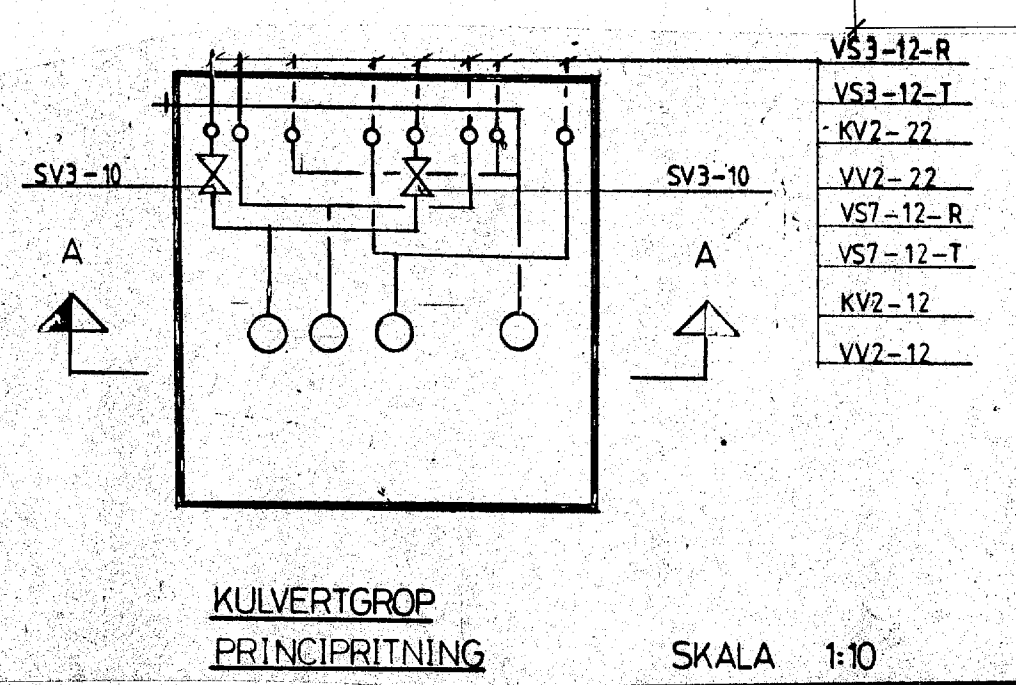 VS3-12-R
VS3-12-T
KV2-22
VV2-22
VS7-12-R
VS7-12-T
KV2-12
VV2-12
SV3-10
SV3-10
A
A
KULVERTGROP
PRINCIPRITNING
SKALA 1:10